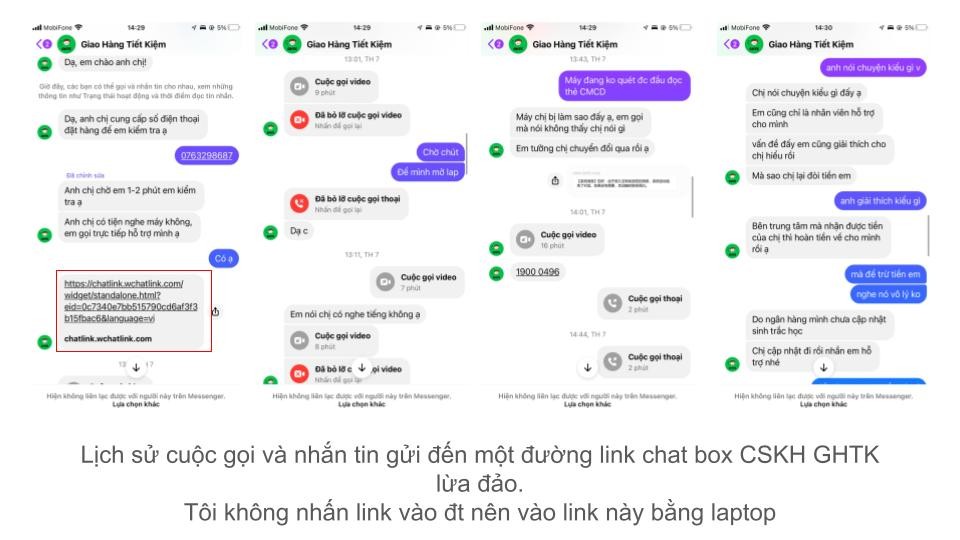 MobiFone 14:29 5%
2 Giao Hàng Tiết Kiệm
Dạ, em chào anh chị!
Giờ đây, các bạn có thể gọi và nhắn tin cho nhau, xem những
thông tin như Trạng thái hoạt động và thời điểm đọc tin nhắn.
Dạ, anh chị cung cấp số điện thoại
đặt hàng để em kiểm tra ạ
0763298687
Đã chỉnh sửa
Anh chị chờ em 1-2 phút em kiểm
tra ạ
Anh chị có tiện nghe máy không,
em gọi trực tiếp hỗ trợ mình ạ
Có ạ
https://chatlink.wchatlink.com/
widget/standalone.html?
eid=0c7340e7bb515790cd6af3f3
b15fbac6&language=vi
chatlink.wchatlink.com
Hiện không liên lạc được với người này trên Messenger.
Lựa chọn khác
MobiFone 14:29 5%
2 Giao Hàng Tiết Kiệm
13:01, TH 7
Cuộc gọi video
9 phút
Đã bỏ lỡ cuộc gọi video
Nhấn để gọi lại
Chờ chút
Để mình mở lap
Đã bỏ lỡ cuộc gọi thoại
Nhấn để gọi lại
Dạ c
13:11, TH 7
Cuộc gọi video
7 phút
Em nói chị có nghe tiếng không ạ
Cuộc gọi video
8 phút
Đã bỏ lỡ cuộc gọi video
Nhấn để gọi lại
Hiện không liên lạc được với người này trên Messenger.
Lựa chọn khác
MobiFone 14:29 5%
2 Giao Hàng Tiết Kiệm
13:43, TH 7
Máy đang ko quét đc đầu đọc
thẻ CMCD
Máy chị bị làm sao đấy ạ, em gọi
mà nói không thấy chị nói gì
Em tưởng chị chuyển đổi qua rồi ạ
14:01, TH 7
Cuộc gọi video
16 phút
1900 0496
Cuộc gọi thoại
2 phút
14:44, TH 7
Cuộc gọi thoại
2 phút
Hiện không liên lạc được với người này trên Messenger.
Lựa chọn khác
MobiFone 14:30 5%
2 Giao Hàng Tiết Kiệm
anh nói chuyện kiểu gì v
Chị nói chuyện kiểu gì đấy ạ
Em cũng chỉ là nhân viên hỗ trợ
cho mình
vấn đề đấy em cũng giải thích cho
chị hiểu rồi
Mà sao chị lại đòi tiền em
anh giải thích kiểu gì
Bên trung tâm mà nhận được tiền
của chị thì hoàn tiền về cho mình
rồi ạ
mà để trừ tiền em
nghe nó vô lý ko
Do ngân hàng mình chưa cập nhật
sinh trắc học
Chị cập nhật đi rồi nhắn em hỗ
trợ nhé
Hiện không liên lạc được với người này trên Messenger.
Lựa chọn khác
Lịch sử cuộc gọi và nhắn tin gửi đến một đường link chat box CSKH GHTK
lừa đảo.
Tôi không nhấn link vào đt nên vào link này bằng laptop